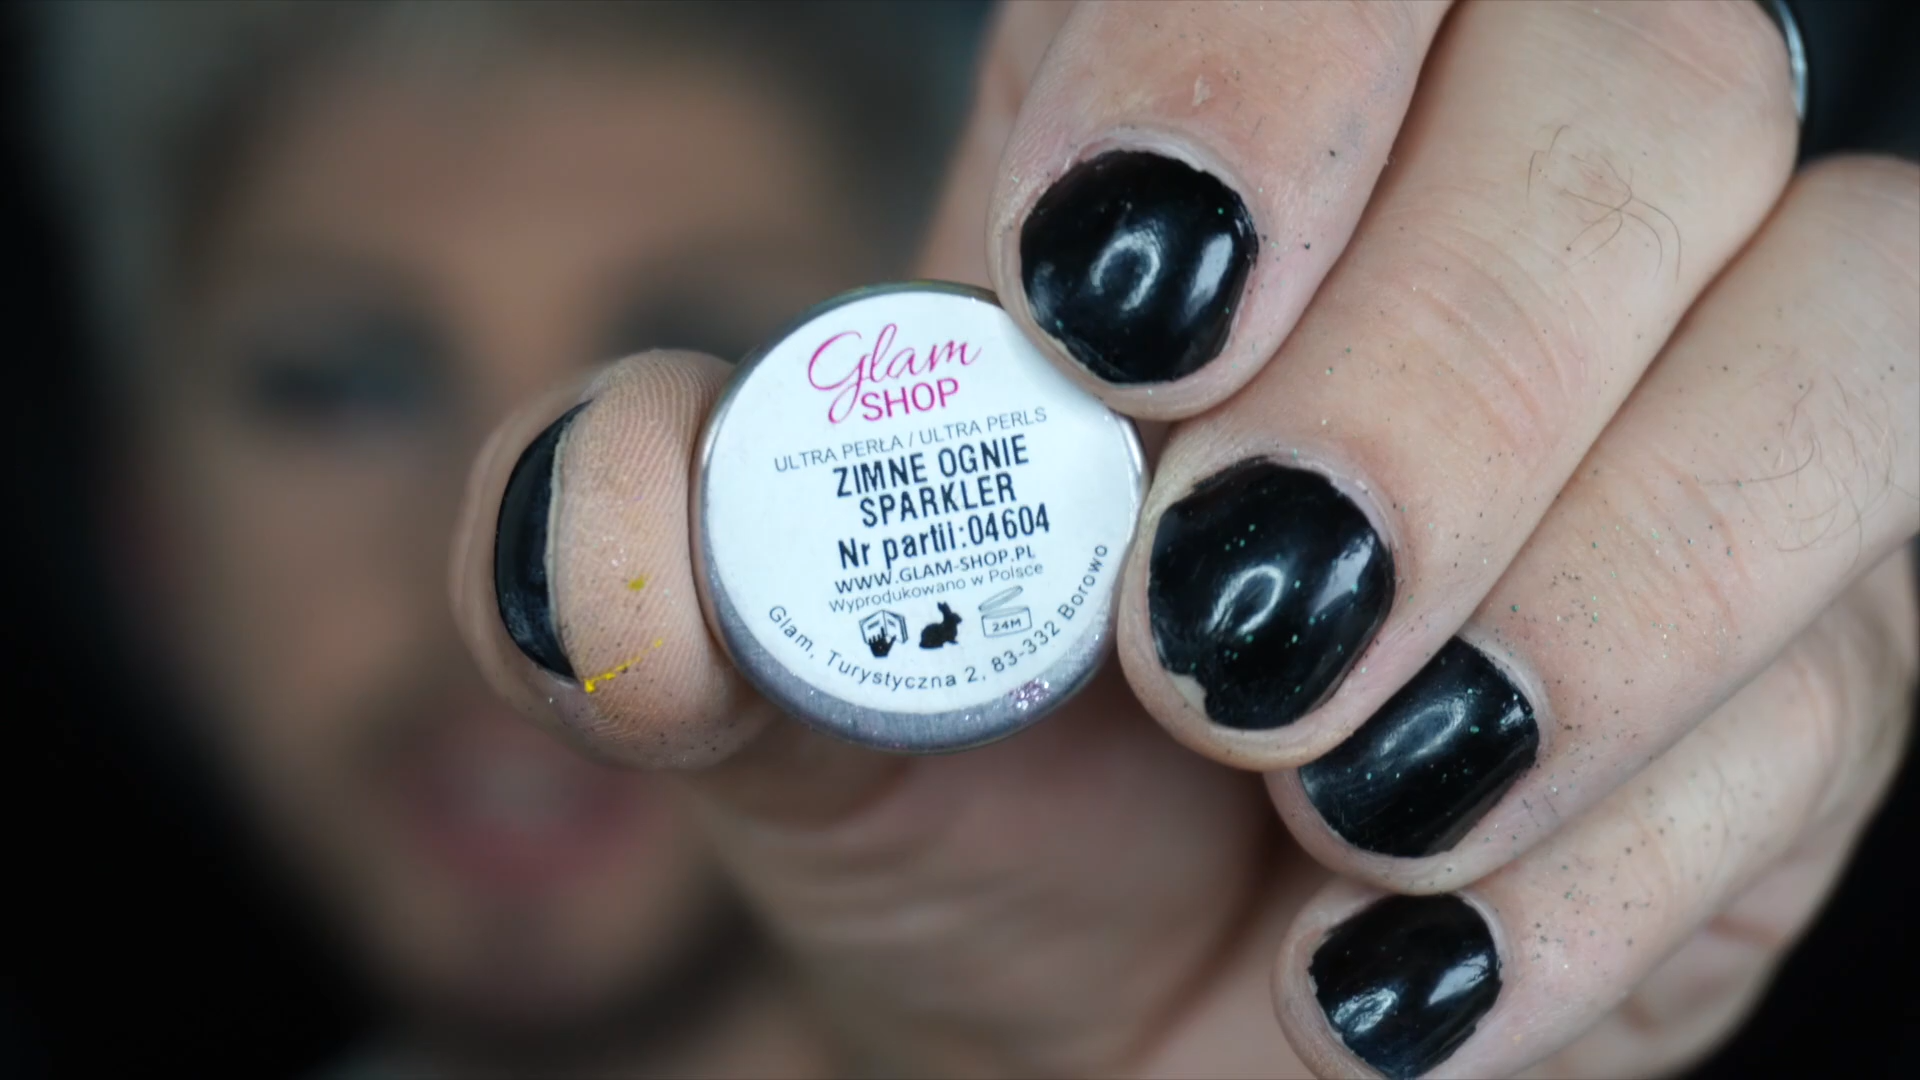 Glam
SHOP
ULTRA PERŁA / ULTRA PERLS
ZIMNE OGNIE
SPARKLER
Nr partii:04604
WWW.GLAM-SHOP.PL
Wyprodukowano w Polsce
24M
Glam, Turystyczna 2, 83-332 Borowo